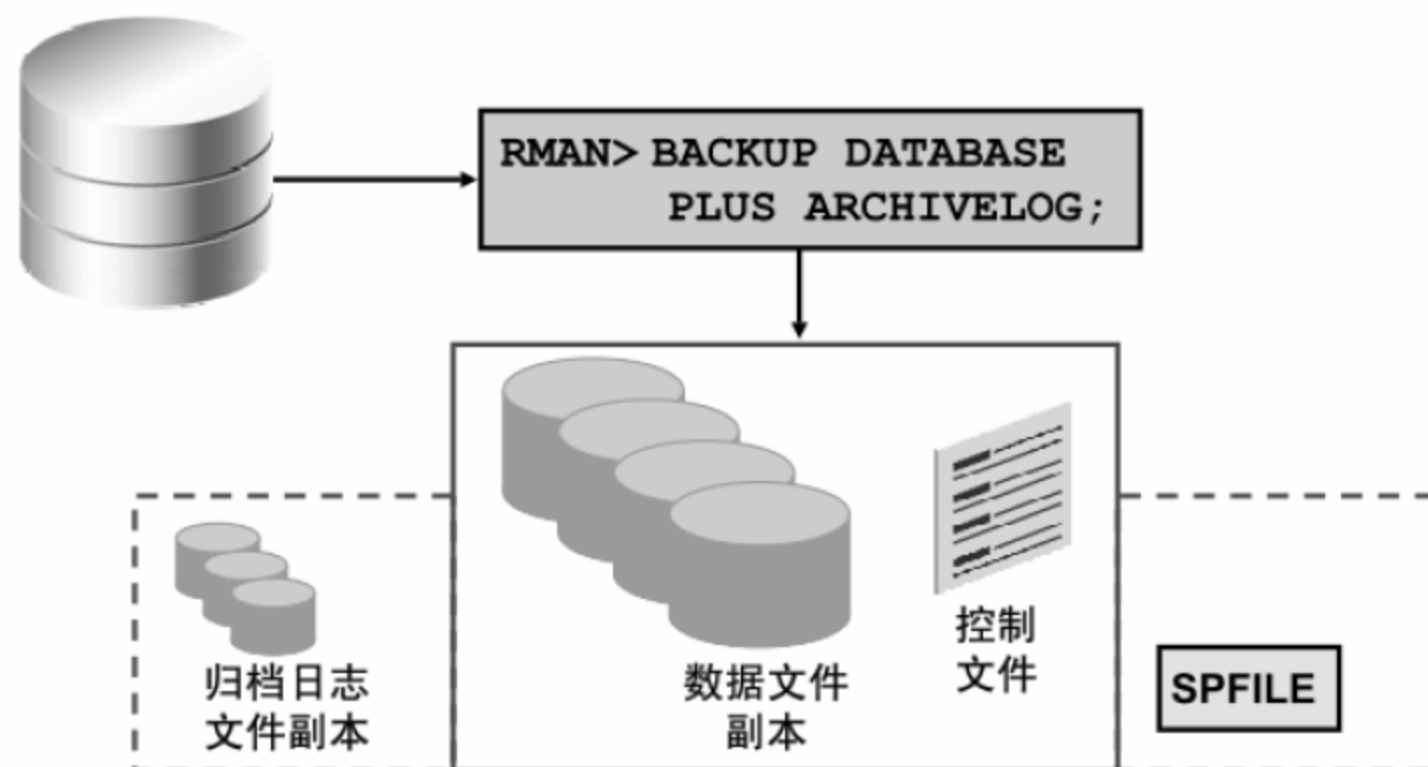 RMAN> BACKUP DATABASE
PLUS ARCHIVELOG;
归档日志
文件副本
数据文件
副本
控制
文件
SPFILE